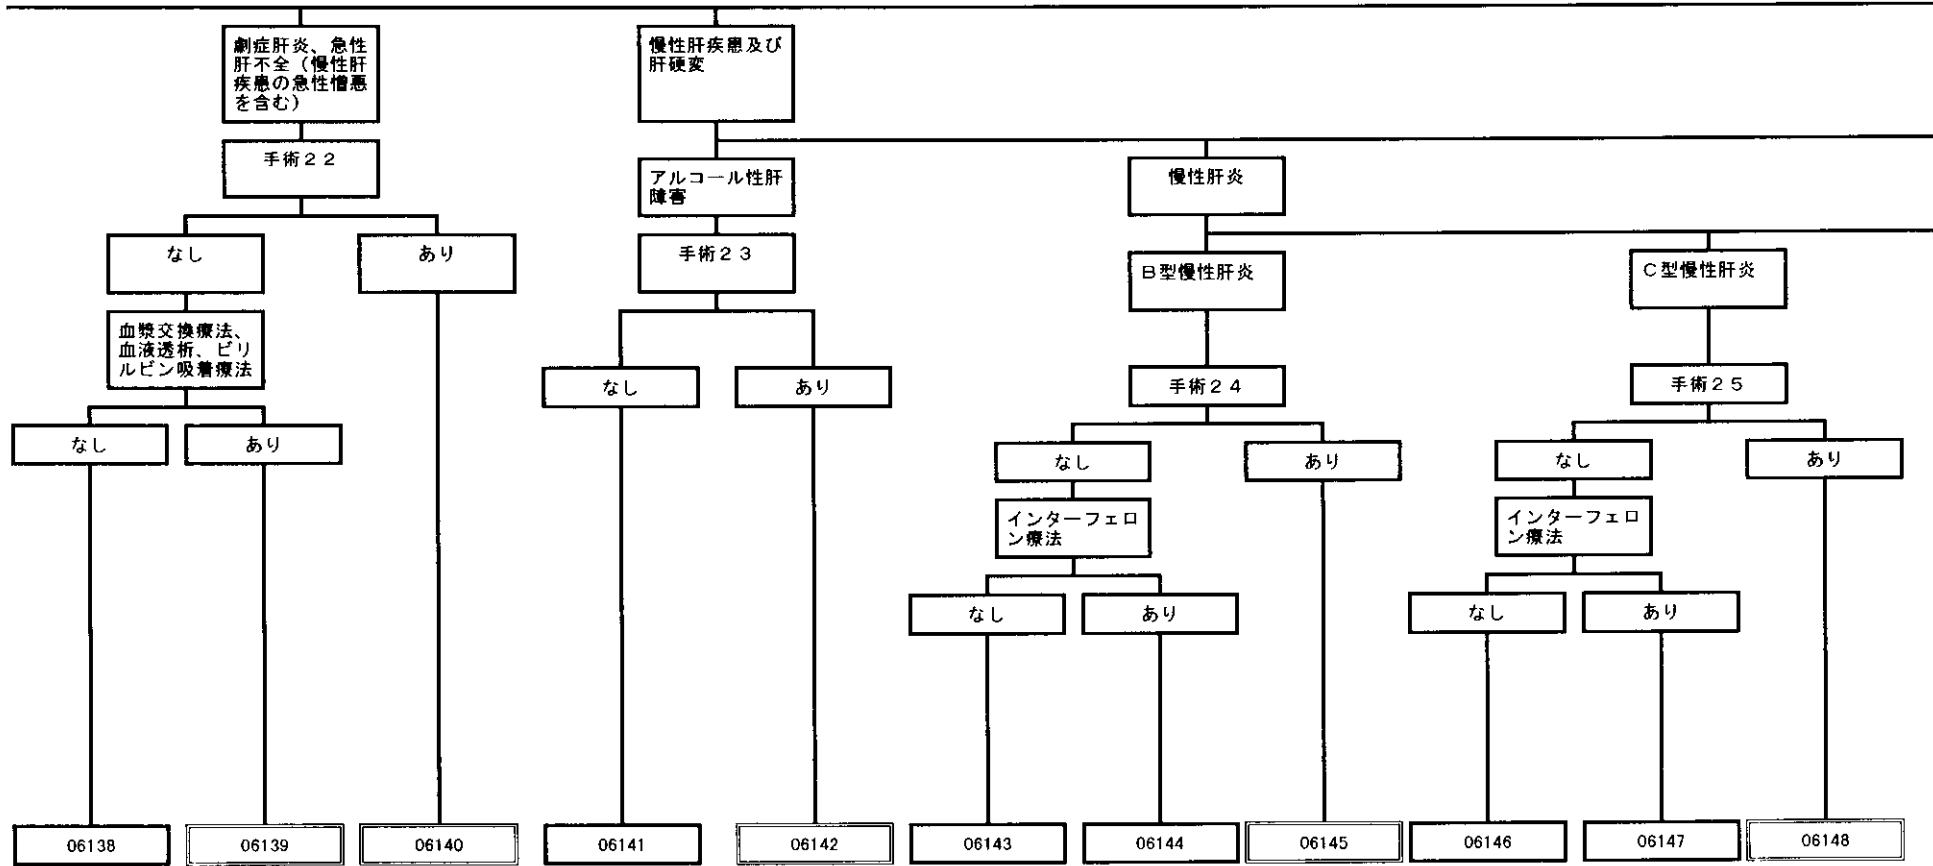 劇症肝炎、急性
肝不全（慢性肝
疾患の急性憎悪
を含む）
手術２２
なし
あり
血漿交換療法、
血液透析、ビリ
ルビン吸着療法
なし
あり
06138
06139
06140
慢性肝疾患及び
肝硬変
アルコール性肝
障害
手術２３
なし
あり
06141
06142
慢性肝炎
Ｂ型慢性肝炎
手術２４
なし
あり
インターフェロ
ン療法
なし
あり
06143
06144
06145
Ｃ型慢性肝炎
手術２５
なし
あり
インターフェロ
ン療法
なし
あり
06146
06147
06148